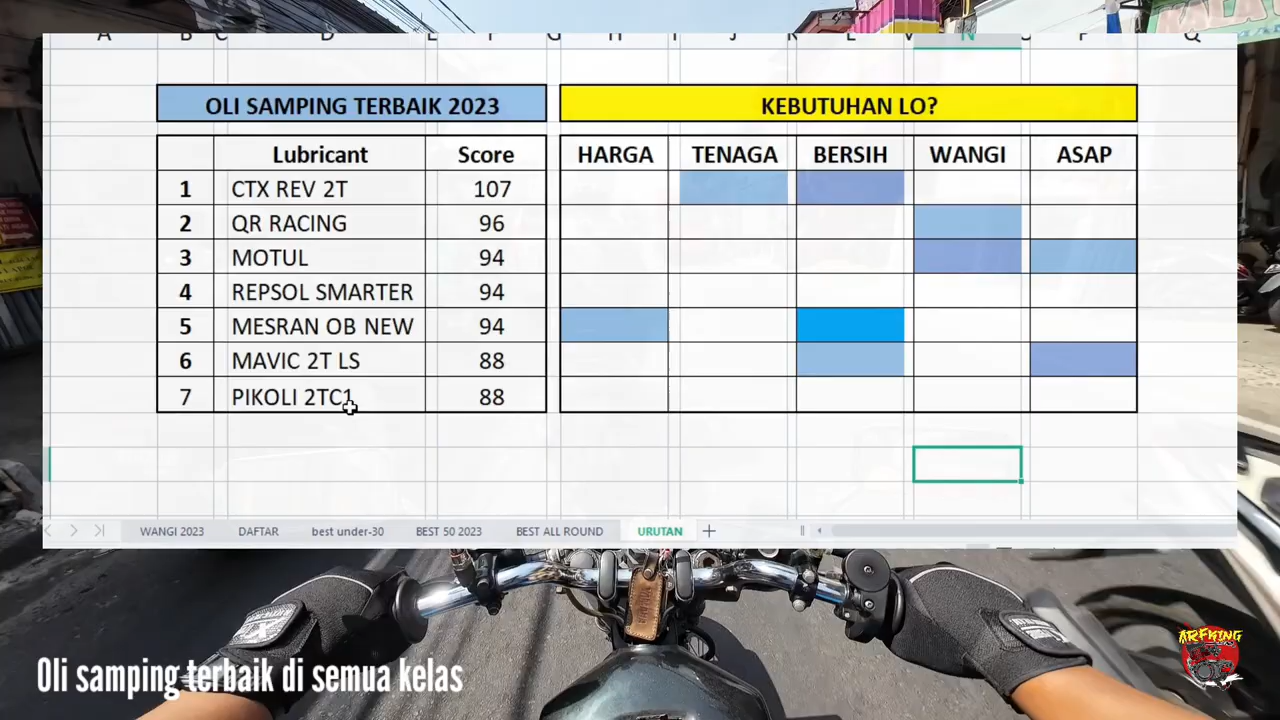 OLI SAMPING TERBAIK 2023
KEBUTUHAN LO?
Lubricant Score HARGA TENAGA BERSIH WANGI ASAP
1 CTX REV 2T 107
2 QR RACING 96
3 MOTUL 94
4 REPSOL SMARTER 94
5 MESRAN OB NEW 94
6 MAVIC 2T LS 88
7 PIKOLI 2TC1 88
WANGI 2023 DAFTAR best under-30 BEST 50 2023 BEST ALL ROUND URUTAN
Oli samping terbaik di semua kelas
ARFKING